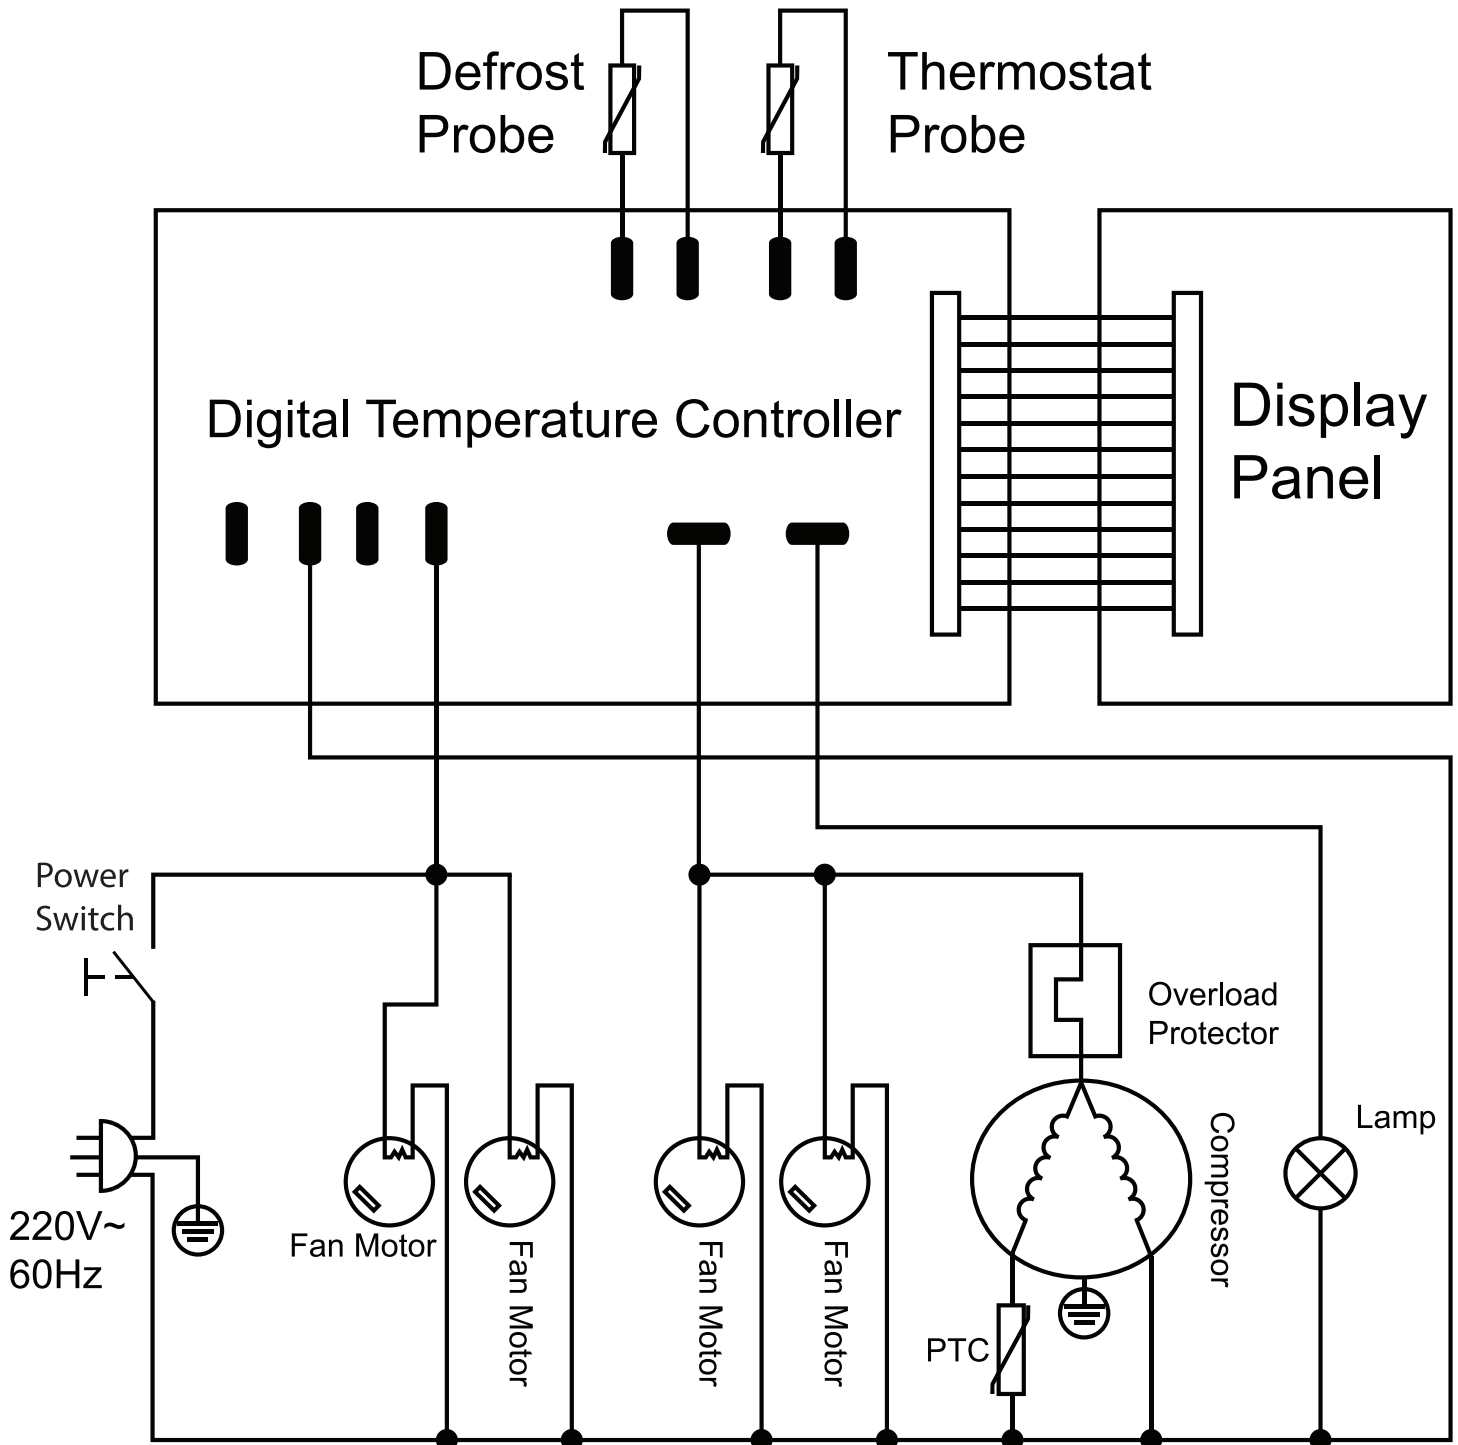 Defrost
Probe
Thermostat
Probe
Digital Temperature Controller
Display
Panel
Power
Switch
Overload
Protector
Lamp
Compressor
220V~
60Hz
Fan Motor
Fan Motor
Fan Motor
Fan Motor
PTC